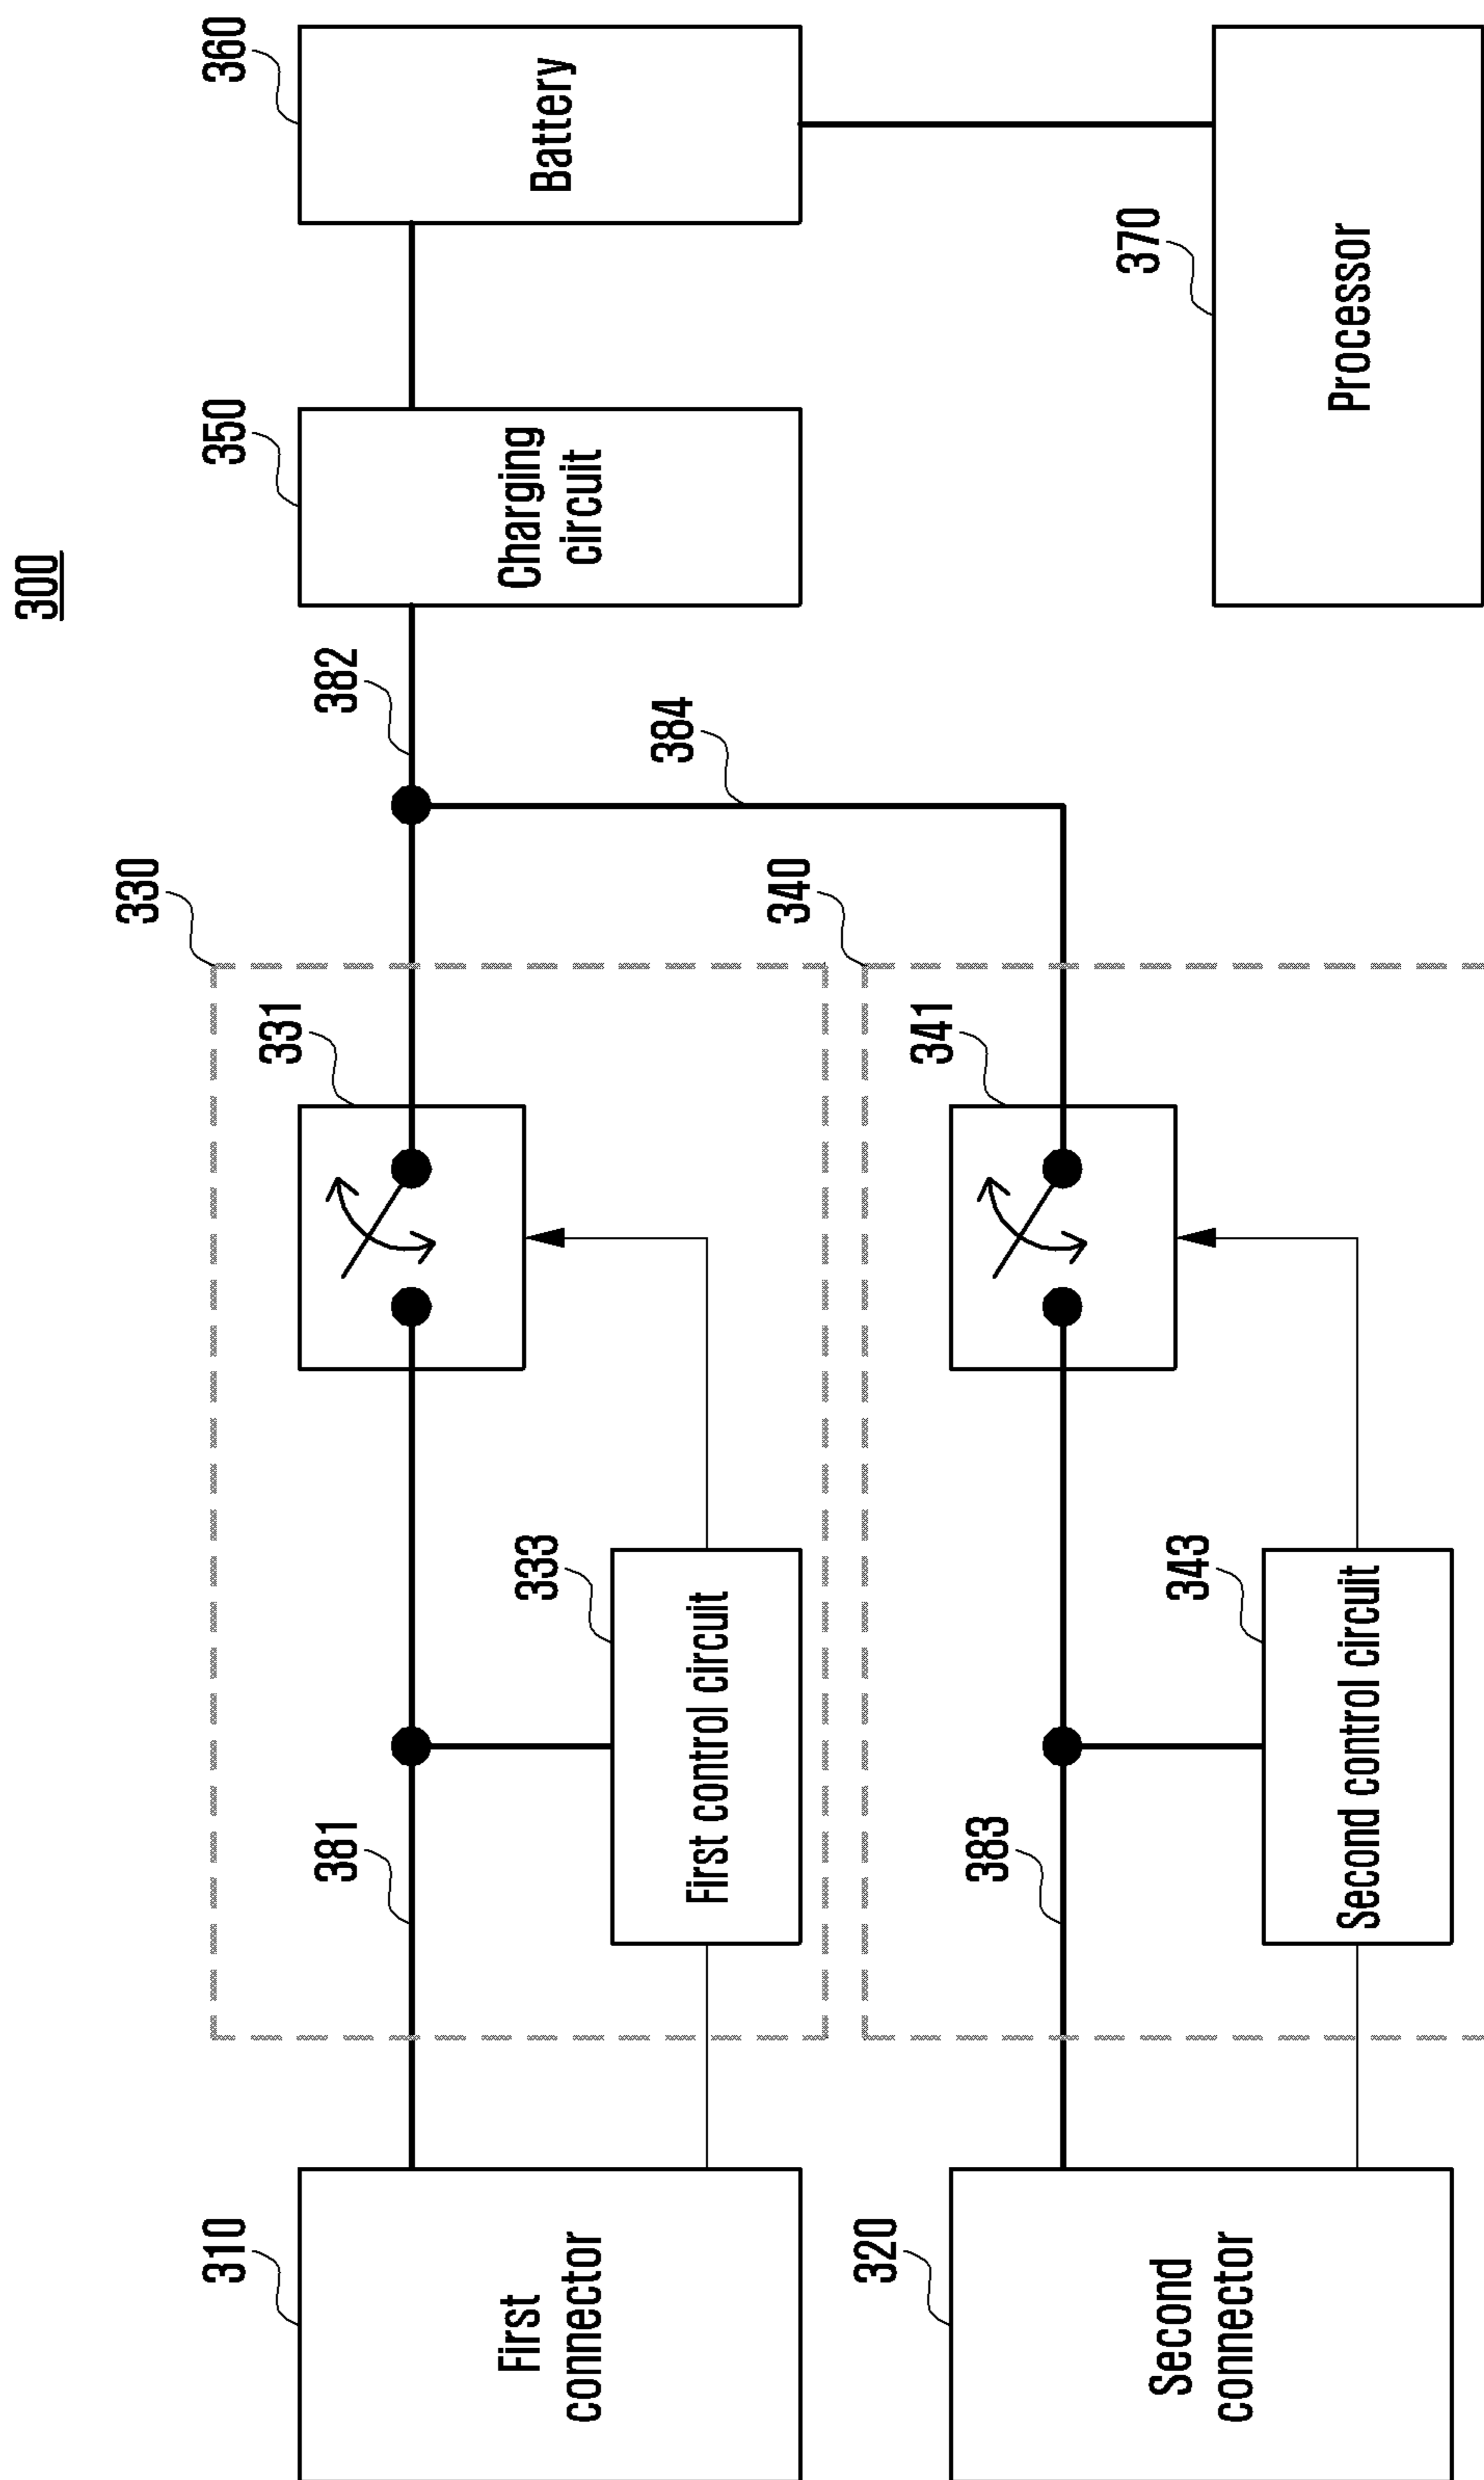 300
330
310
First
connector
381
333
First control circuit
331
382
350
Charging
circuit
360
Battery
340
320
Second
connector
383
343
Second control circuit
341
384
370
Processor